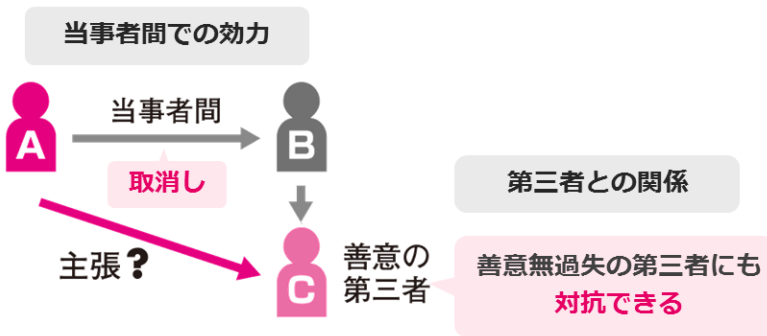 当事者間での効力
A
当事者間
B
取消し
第三者との関係
主張?
C
善意の
第三者
善意無過失の第三者にも
対抗できる